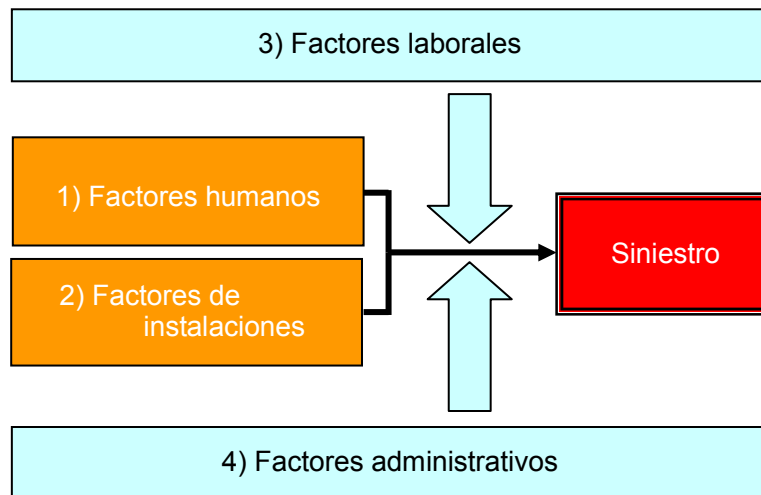 3) Factores laborales
1) Factores humanos
2) Factores de
instalaciones
Siniestro
4) Factores administrativos